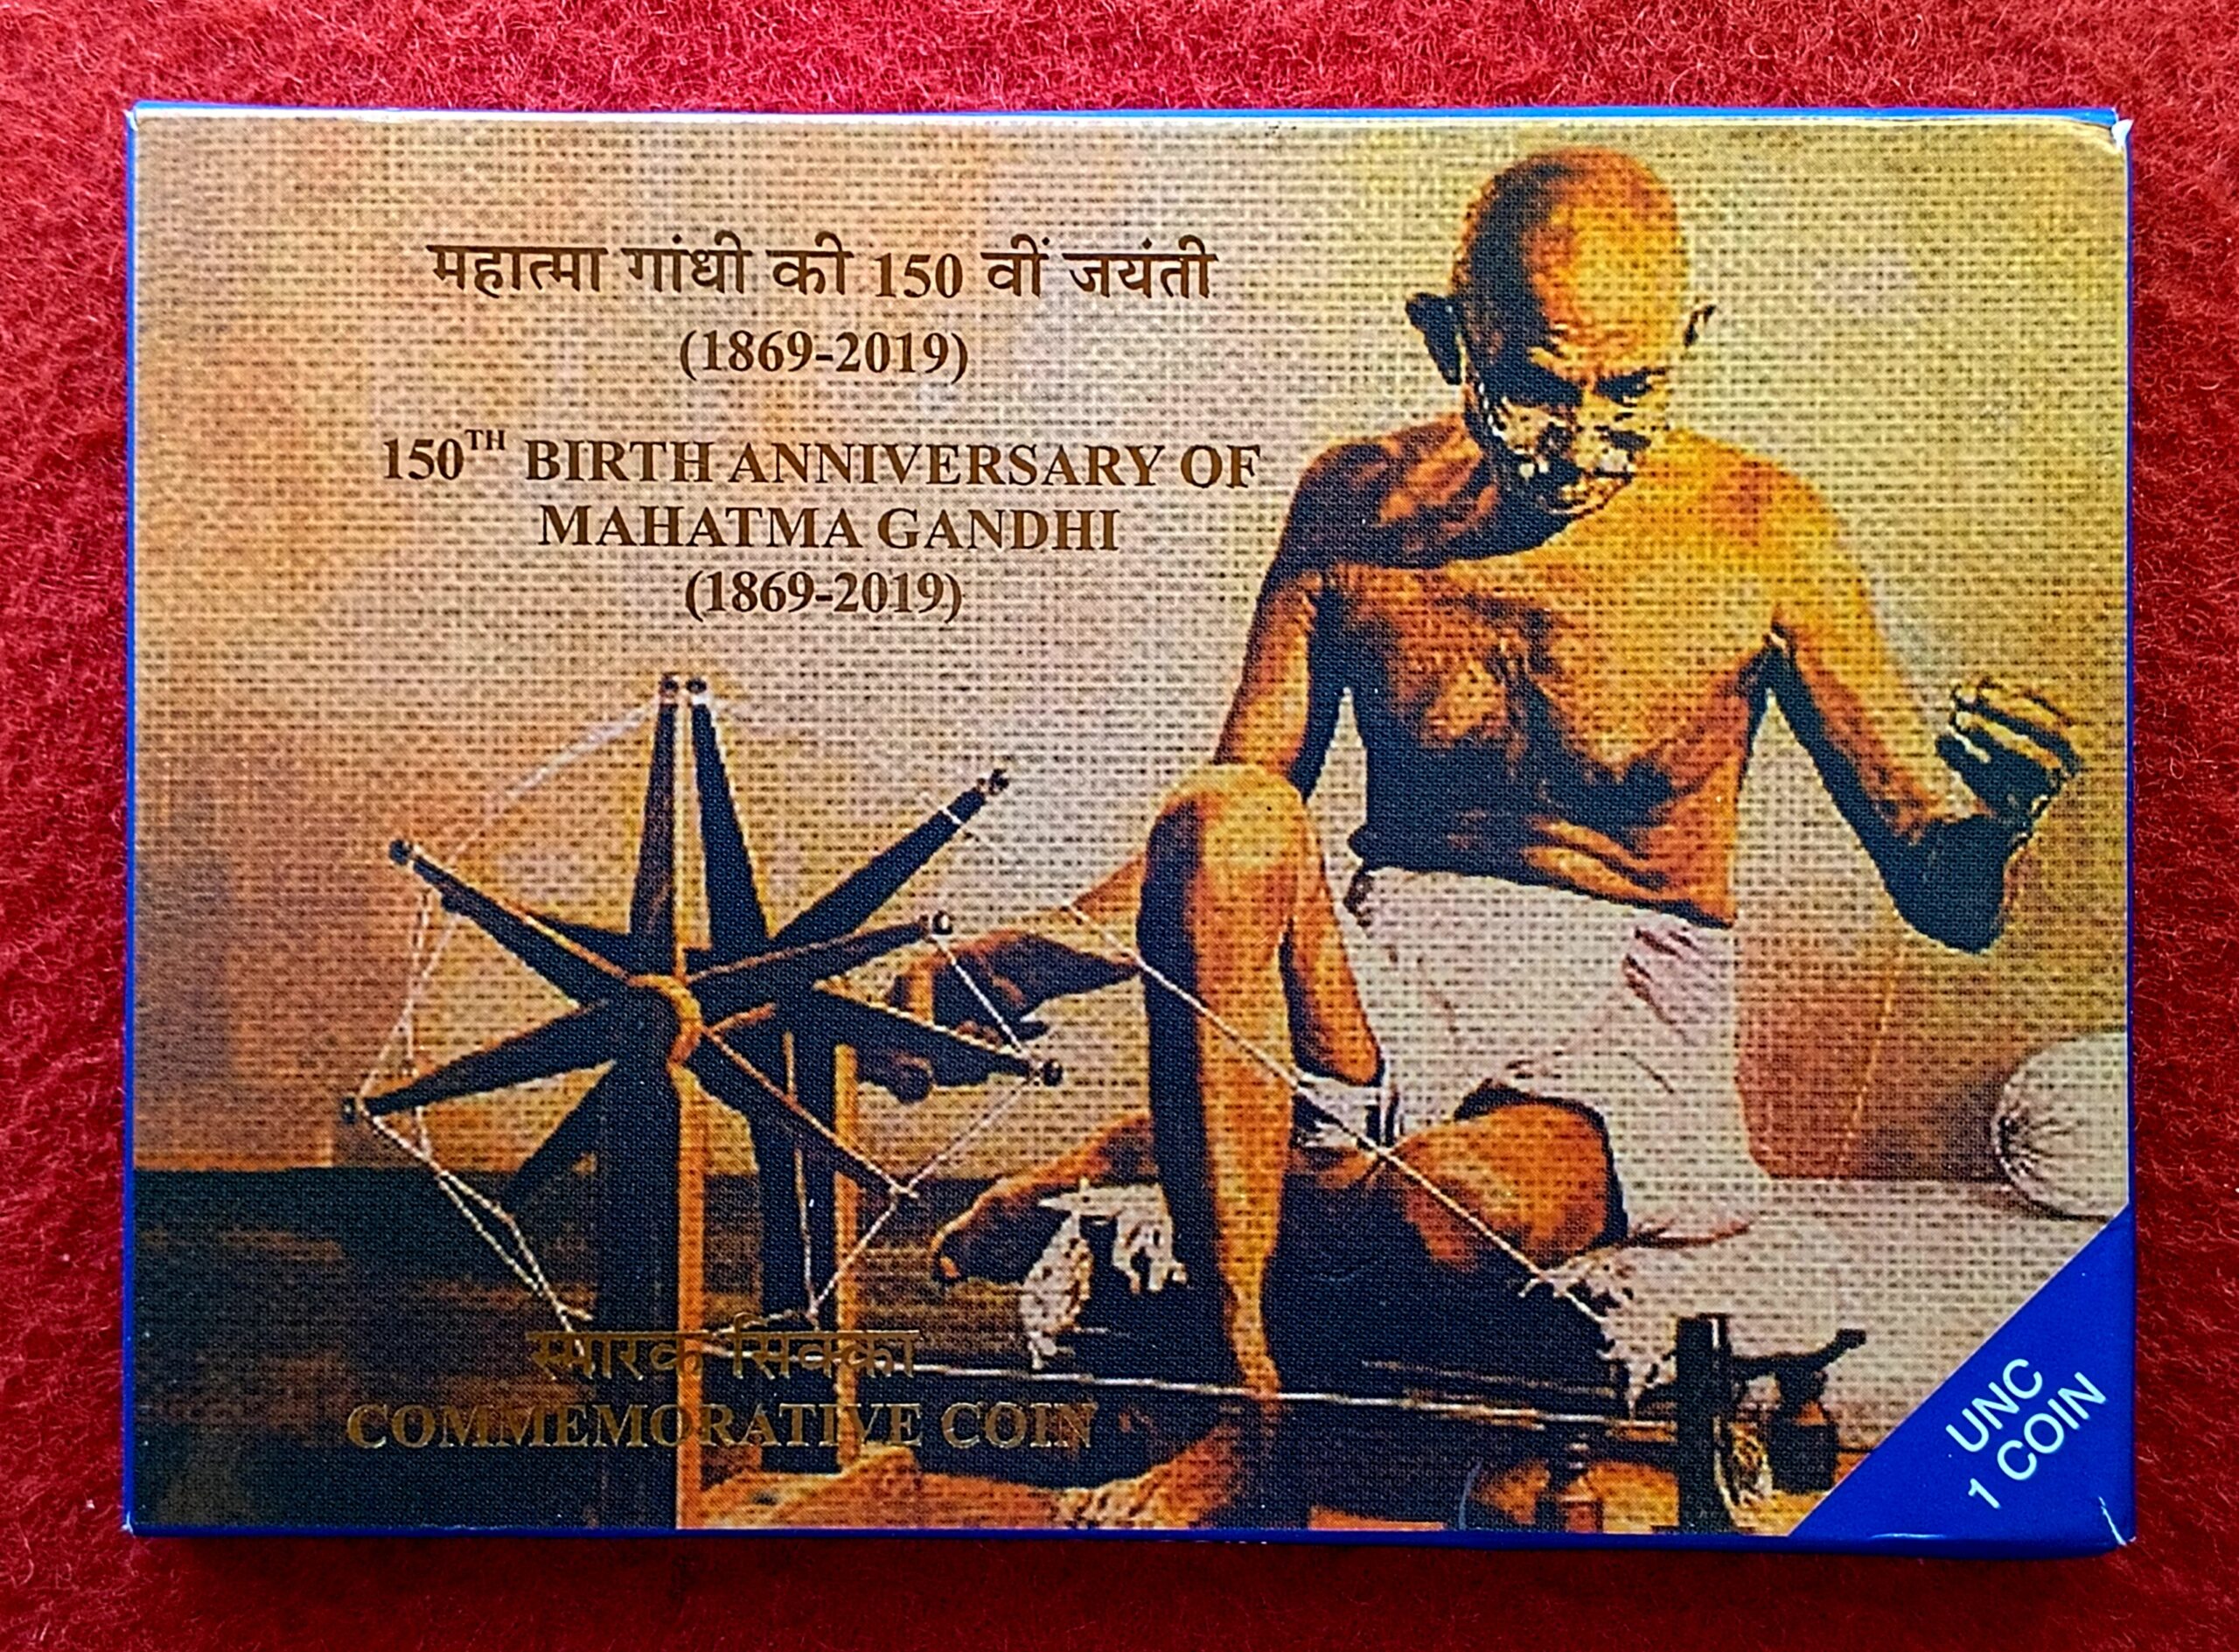 महात्मा गांधी की 150 वीं जयंती
(1869-2019)
150TH BIRTH ANNIVERSARY OF
MAHATMA GANDHI
(1869-2019)
स्मारक सिक्का
COMMEMORATIVE COIN
UNC
1 COIN